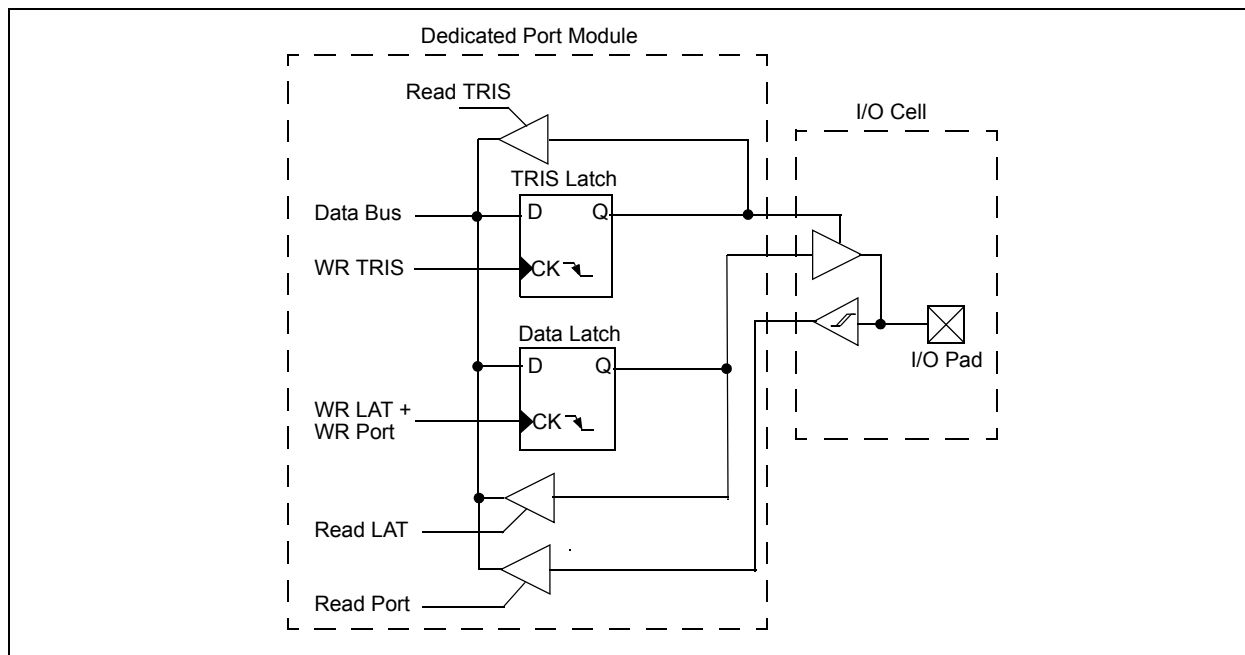 Dedicated Port Module
Read TRIS
I/O Cell
TRIS Latch
Data Bus
D
Q
WR TRIS
CK
Data Latch
I/O Pad
D
Q
WR LAT +
WR Port
CK
Read LAT
Read Port